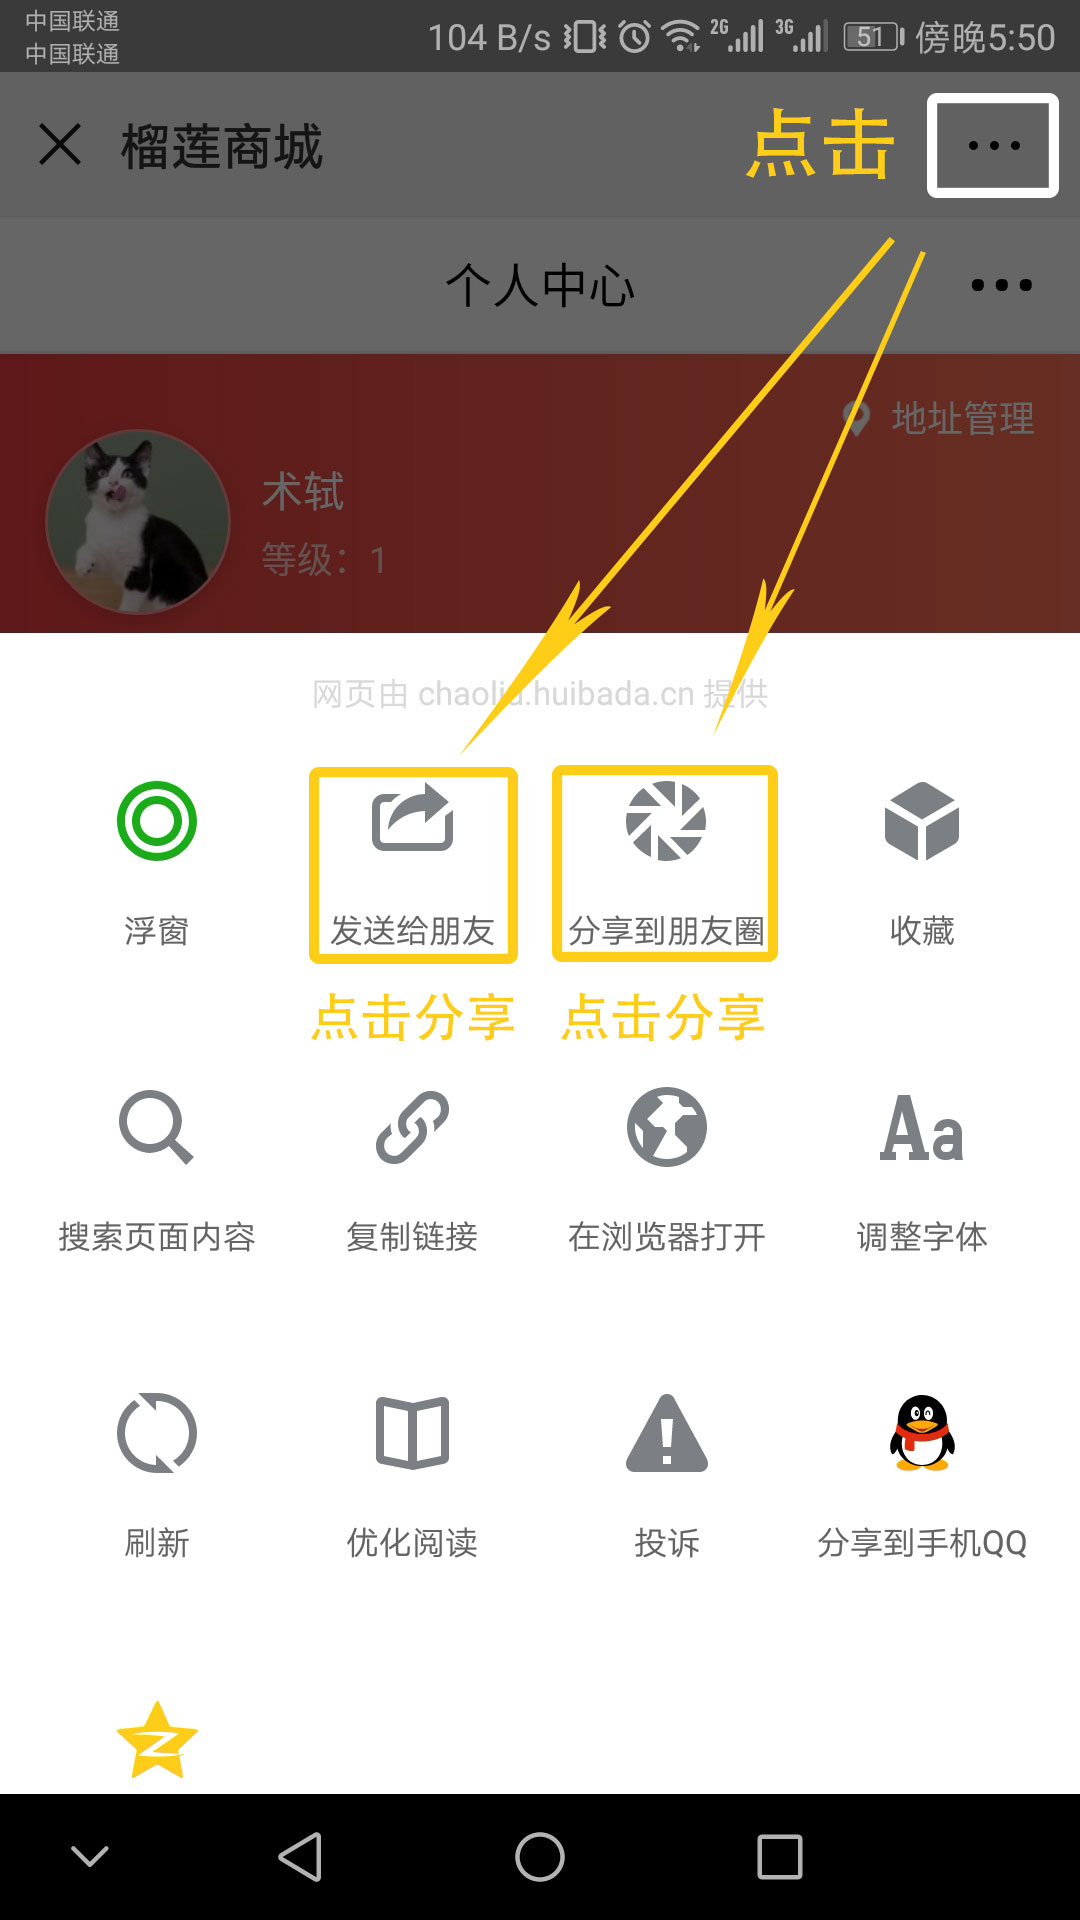 中国联通
中国联通
104 B/s 2G 3G 51 傍晚5:50
榴莲商城 点击
个人中心
地址管理
术轼
等级：1
网页由 chaoliu.huibada.cn 提供
浮窗 发送给朋友 分享到朋友圈 收藏
点击分享 点击分享
Aa
搜索页面内容 复制链接 在浏览器打开 调整字体
刷新 优化阅读 投诉 分享到手机QQ